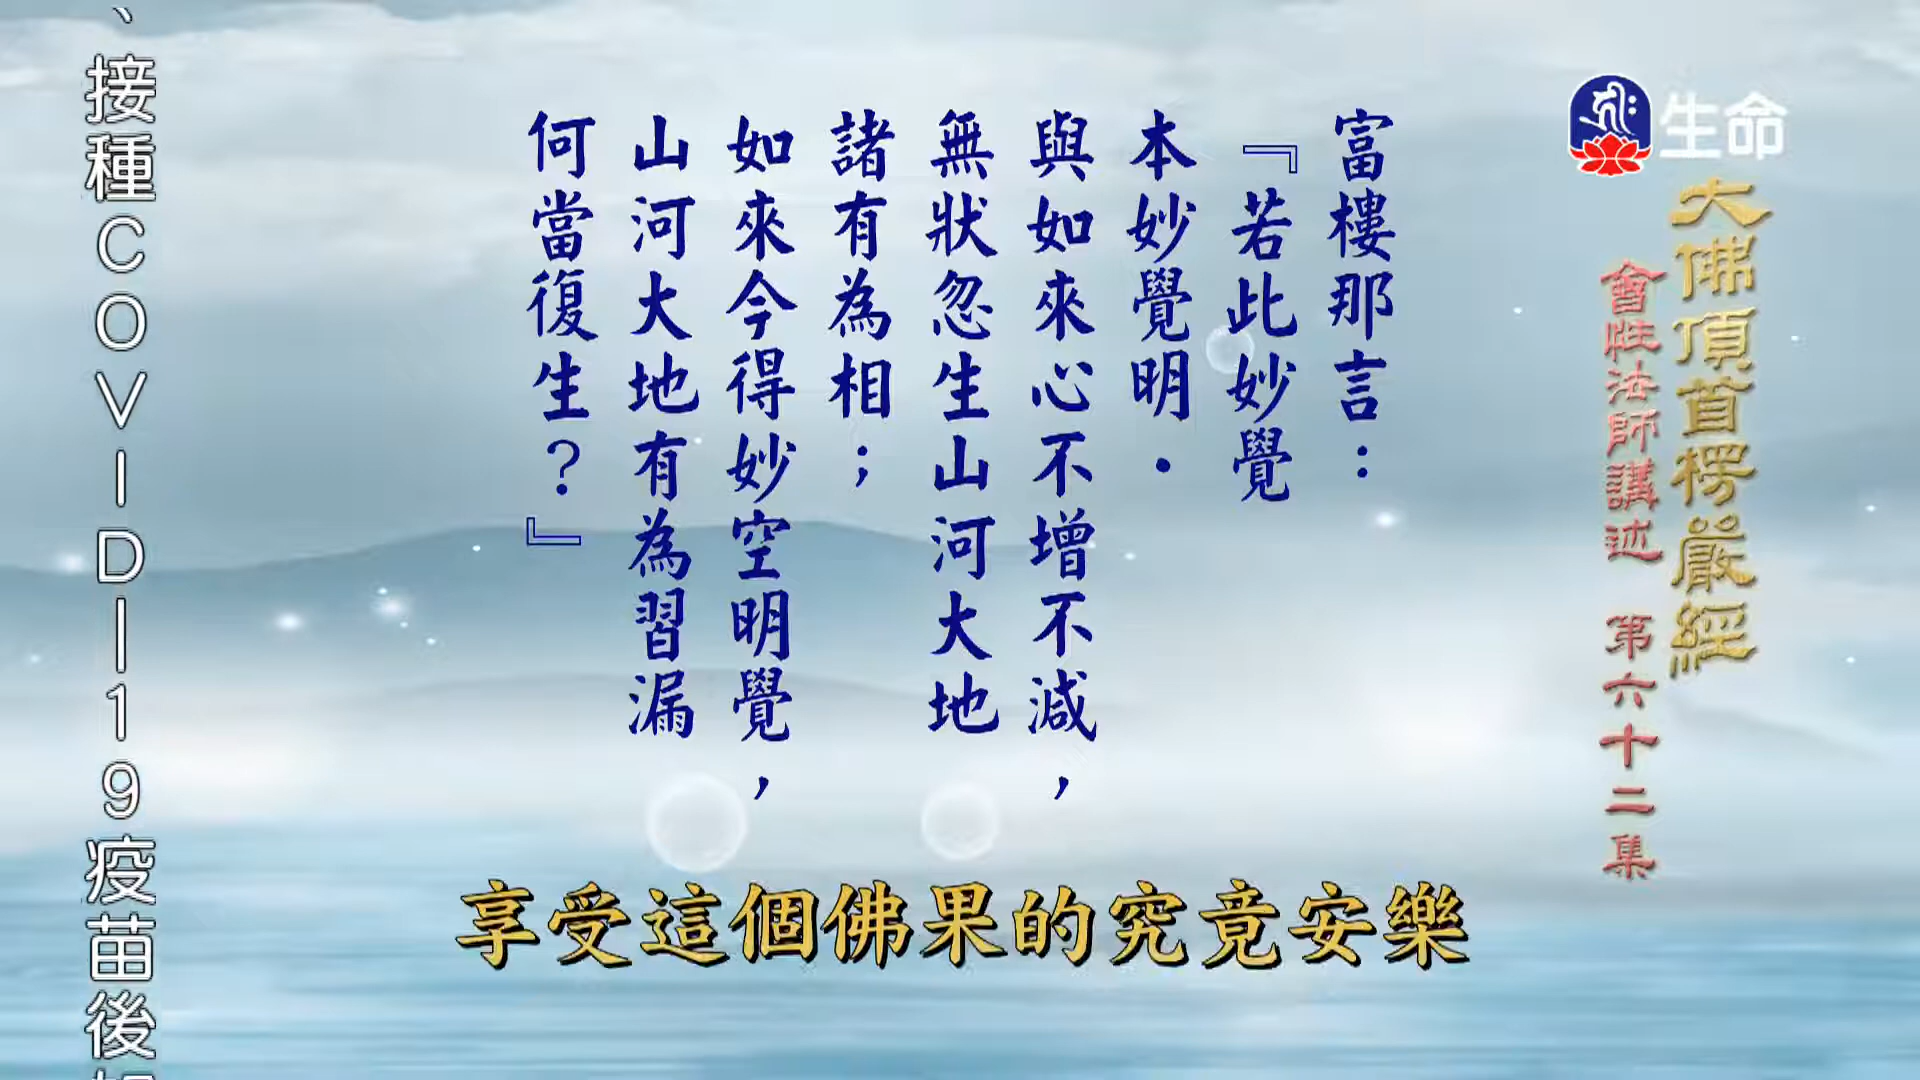 生命
大佛頂首楞嚴經
會性法師講述 第六十二集
富樓那言：
『若此妙覺
本妙覺明・
與如來心不增不減，
無狀忽生山河大地
諸有為相；
如來今得妙空明覺，
山河大地有為習漏
何當復生？』
享受這個佛果的究竟安樂
、接種COVID—19疫苗後